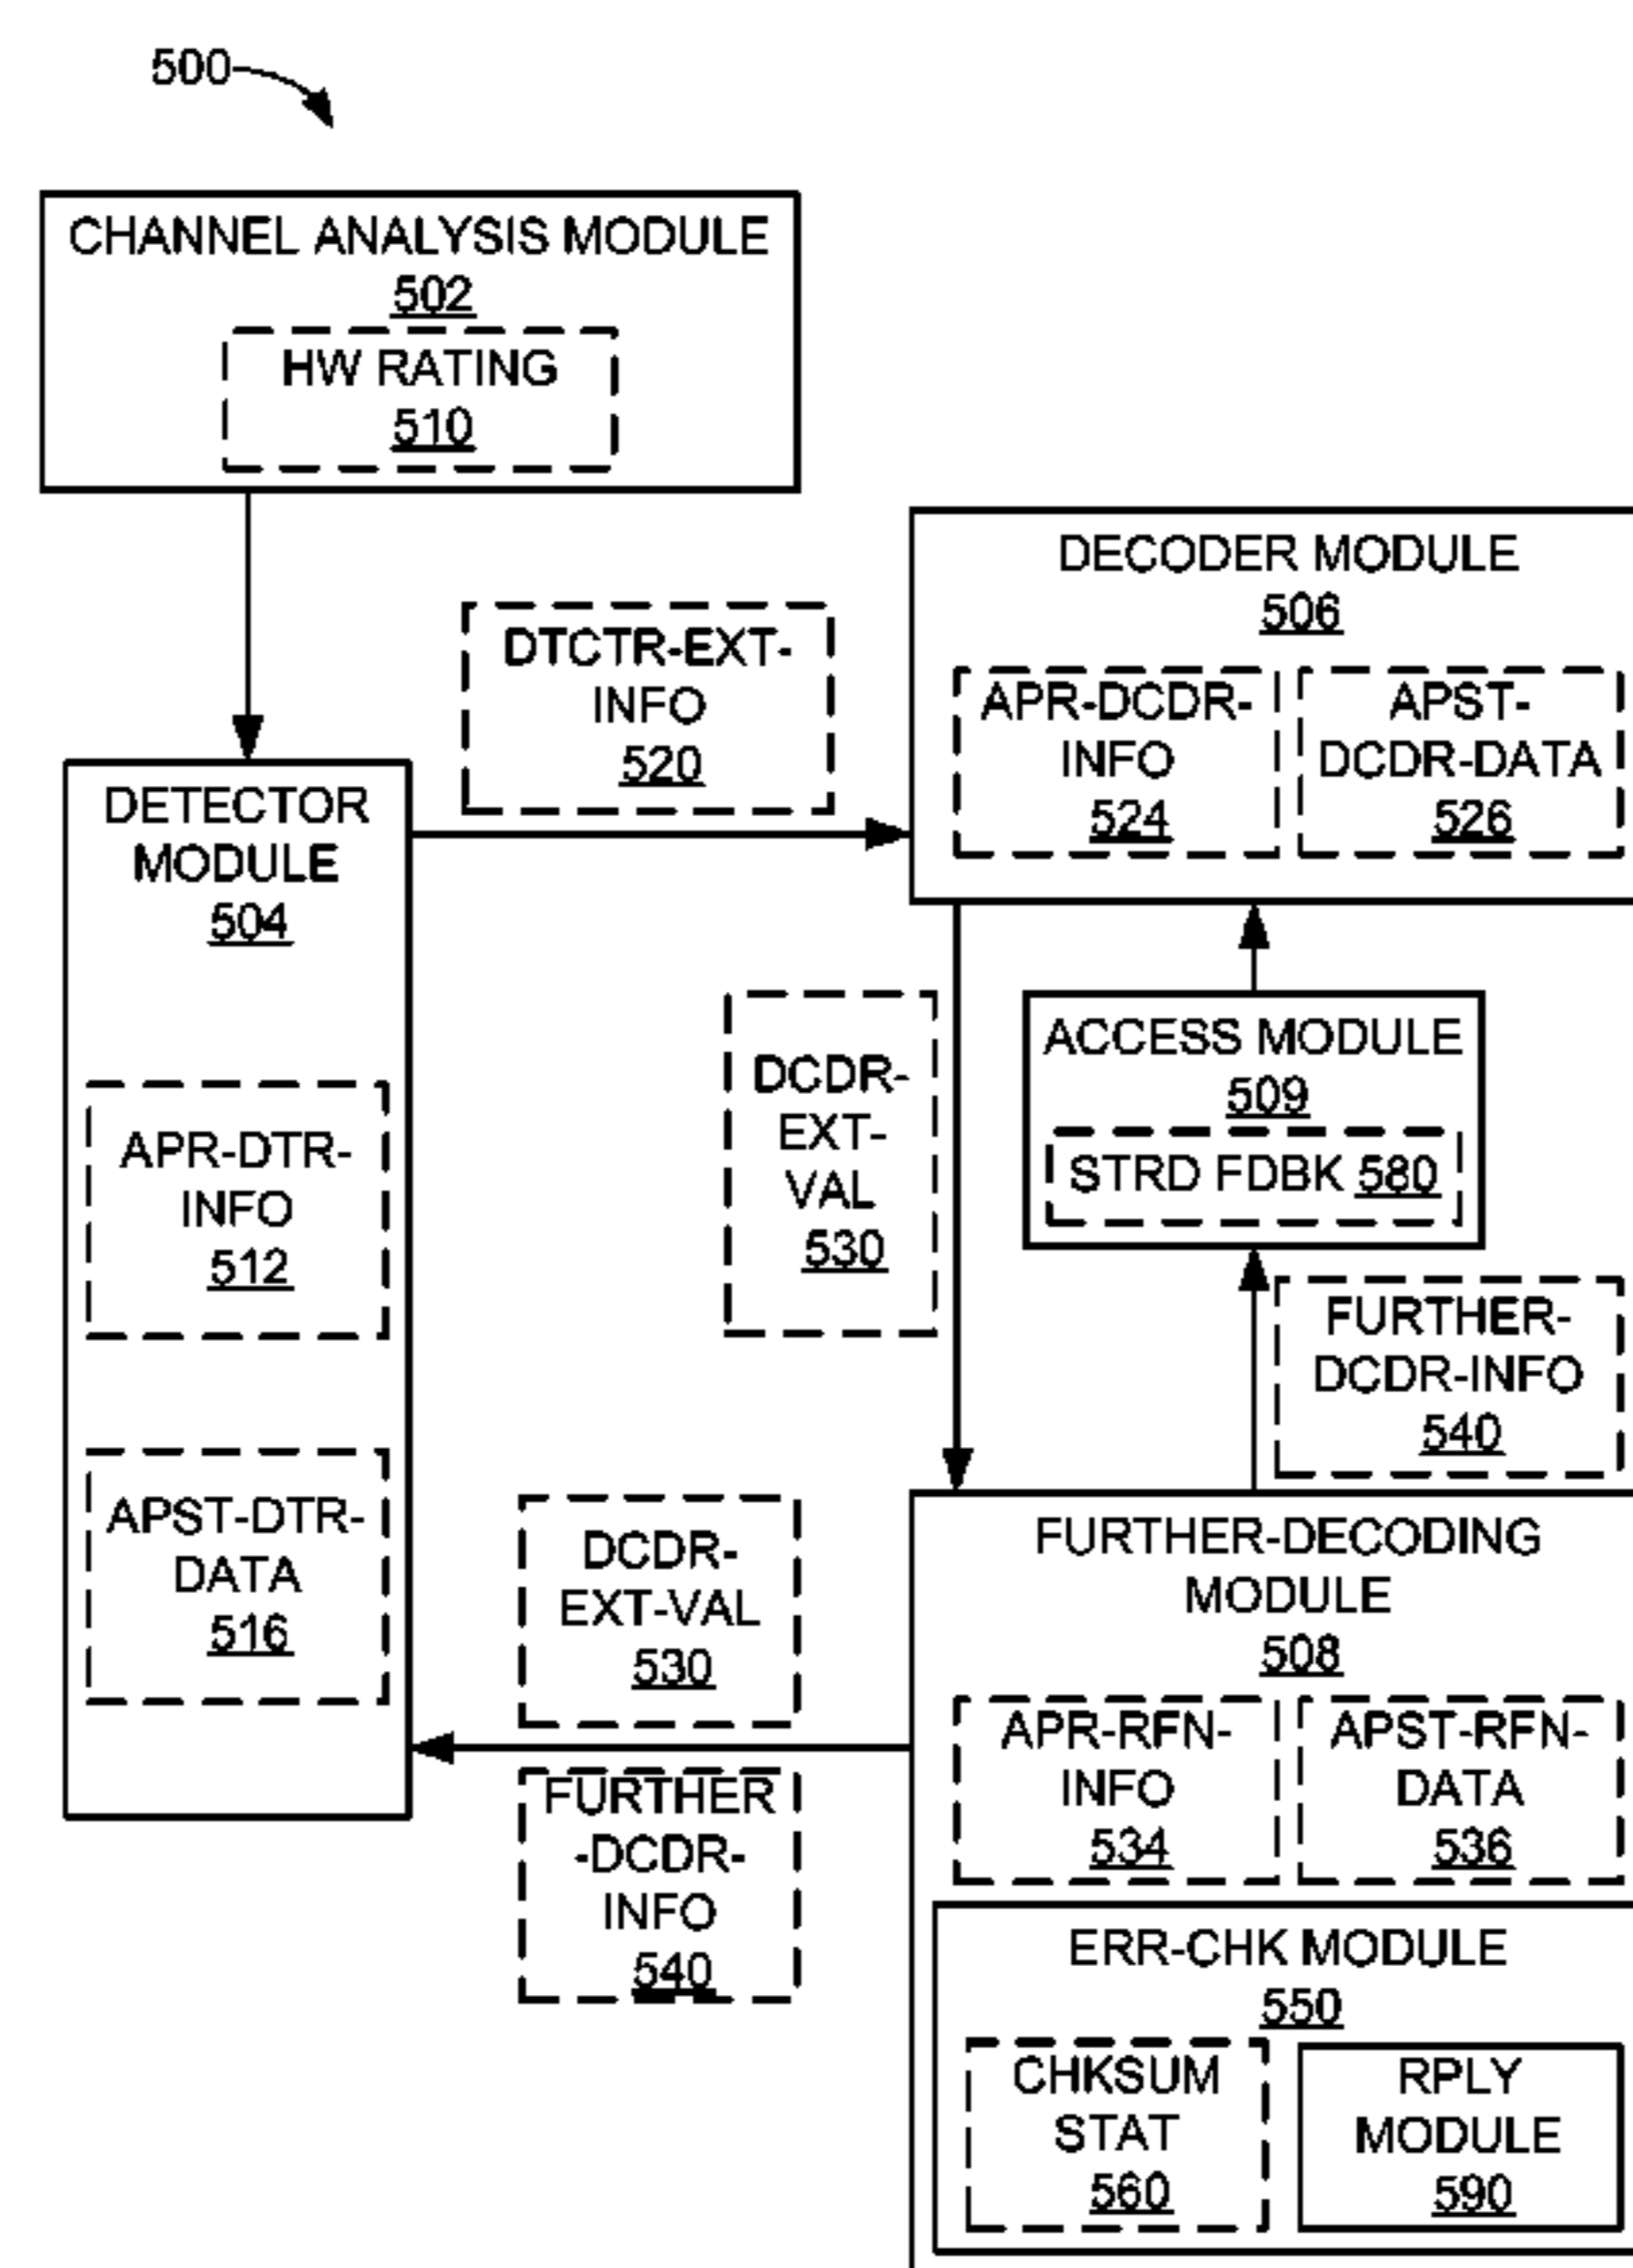 500
CHANNEL ANALYSIS MODULE
502
HW RATING
510
DECODER MODULE
506
APR-DCDR-
INFO
524
APST-
DCDR-DATA
526
DTCTR-EXT-
INFO
520
DETECTOR
MODULE
504
APR-DTR-
INFO
512
APST-DTR-
DATA
516
DCDR-
EXT-
VAL
530
ACCESS MODULE
509
STRD FDBK 580
FURTHER-
DCDR-INFO
540
DCDR-
EXT-VAL
530
FURTHER
-DCDR-
INFO
540
FURTHER-DECODING
MODULE
508
APR-RFN-
INFO
534
APST-RFN-
DATA
536
ERR-CHK MODULE
550
CHKSUM
STAT
560
RPLY
MODULE
590